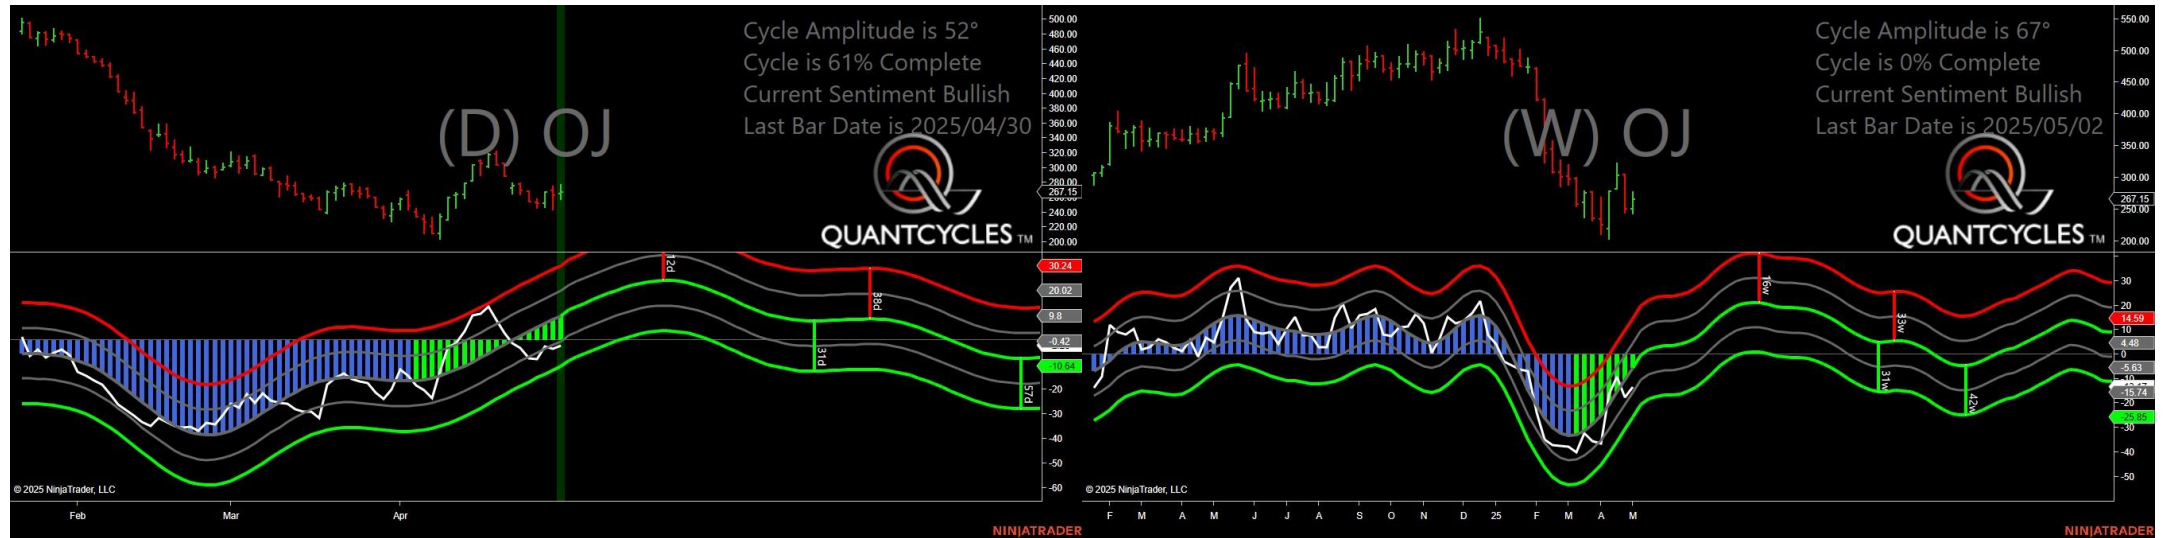 Cycle Amplitude is 52°
Cycle is 61% Complete
Current Sentiment Bullish
Last Bar Date is 2025/04/30
(D) OJ
QUANTCYCLES TM
500.00
480.00
460.00
440.00
420.00
400.00
380.00
360.00
340.00
320.00
300.00
280.00
267.15
240.00
220.00
200.00
12d
38d
31d
57d
30.24
20.02
9.8
-0.42
-10.64
-20
-30
-40
-50
-60
© 2025 NinjaTrader, LLC
Feb
Mar
Apr
NINJATRADER
Cycle Amplitude is 67°
Cycle is 0% Complete
Current Sentiment Bullish
Last Bar Date is 2025/05/02
(W) OJ
QUANTCYCLES TM
550.00
500.00
450.00
400.00
350.00
300.00
267.15
250.00
200.00
16w
33w
31w
42w
30
20
14.59
10
4.48
0
-5.63
-15.74
-25.85
-30
-40
-50
© 2025 NinjaTrader, LLC
F M A M J J A S O N D 25 F M A M
NINJATRADER